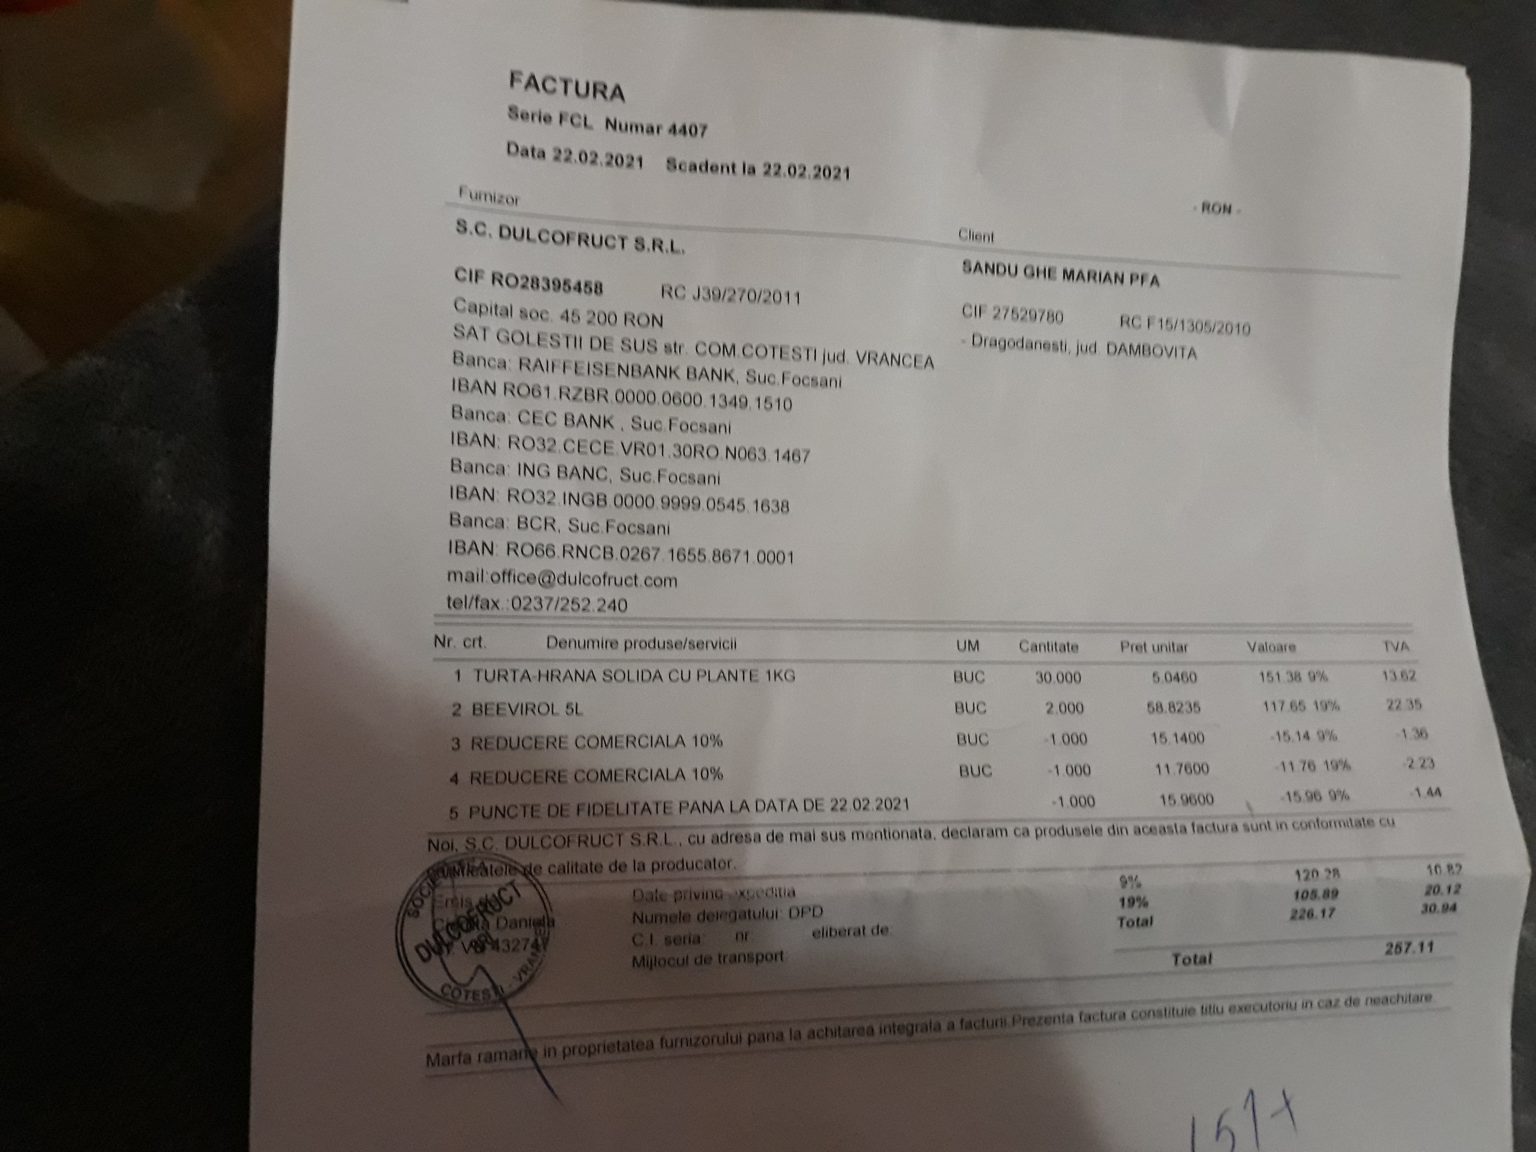 FACTURA
Serie FCL Numar 4407
Data 22.02.2021 Scadent la 22.02.2021
- RON -
Furnizor
Client
S.C. DULCOFRUCT S.R.L.
SANDU GHE MARIAN PFA
CIF RO28395458 RC J39/270/2011
CIF 27529780 RC F15/1305/2010
Capital soc. 45 200 RON
- Dragodanesti, jud. DAMBOVITA
SAT GOLESTII DE SUS str. COM.COTESTI jud. VRANCEA
Banca: RAIFFEISENBANK BANK, Suc.Focsani
IBAN RO61.RZBR.0000.0600.1349.1510
Banca: CEC BANK , Suc.Focsani
IBAN: RO32.CECE.VR01.30RO.N063.1467
Banca: ING BANC, Suc.Focsani
IBAN: RO32.INGB.0000.9999.0545.1638
Banca: BCR, Suc.Focsani
IBAN: RO66.RNCB.0267.1655.8671.0001
mail:office@dulcofruct.com
tel/fax.:0237/252.240
Nr. crt. Denumire produse/servicii UM Cantitate Pret unitar Valoare TVA
1 TURTA-HRANA SOLIDA CU PLANTE 1KG BUC 30.000 5.0460 151.38 9% 13.62
2 BEEVIROL 5L BUC 2.000 58.8235 117.65 19% 22.35
3 REDUCERE COMERCIALA 10% BUC -1.000 15.1400 -15.14 9% -1.36
4 REDUCERE COMERCIALA 10% BUC -1.000 11.7600 -11.76 19% -2.23
5 PUNCTE DE FIDELITATE PANA LA DATA DE 22.02.2021 -1.000 15.9600 -15.96 9% -1.44
Noi, S.C. DULCOFRUCT S.R.L., cu adresa de mai sus mentionata, declaram ca produsele din aceasta factura sunt in conformitate cu
de calitate de la producator.
Date privind expeditia 9% 120.28 10.82
Numele delegatului: DPD 19% 105.89 20.12
Daniela
C.I. seria: nr. eliberat de: Total 226.17 30.94
Mijlocul de transport
Total 257.11
DULCOFRUCT
COTESTI - VRANCEA
Marfa ramane in proprietatea furnizorului pana la achitarea integrala a facturii.Prezenta factura constituie titlu executoriu in caz de neachitare.